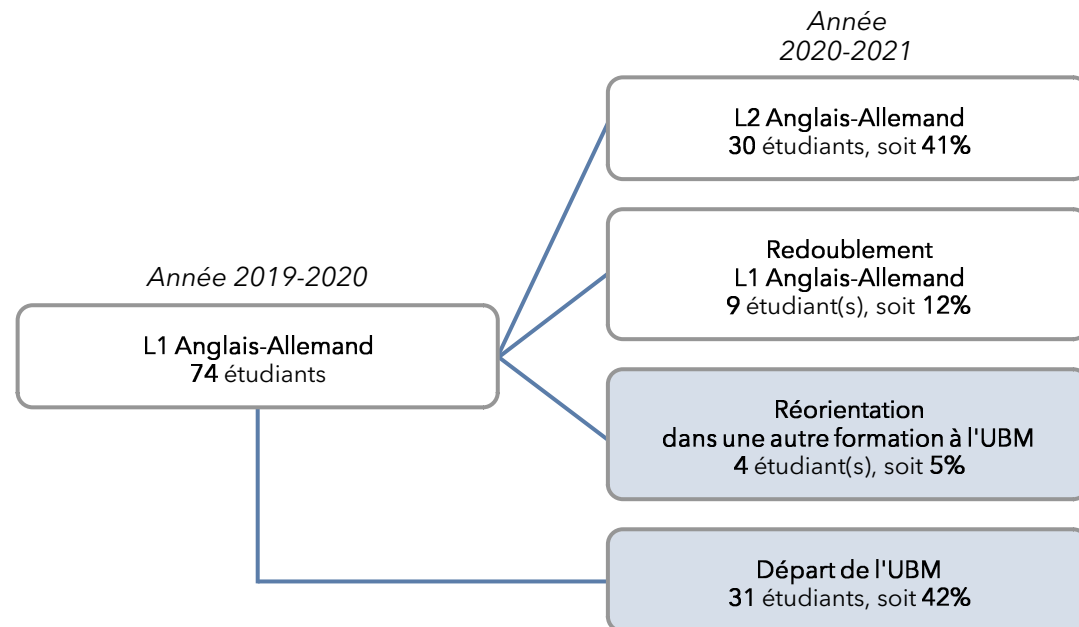 Année
2020-2021
L2 Anglais-Allemand
30 étudiants, soit 41%
Redoublement
L1 Anglais-Allemand
9 étudiant(s), soit 12%
Année 2019-2020
L1 Anglais-Allemand
74 étudiants
Réorientation
dans une autre formation à l'UBM
4 étudiant(s), soit 5%
Départ de l'UBM
31 étudiants, soit 42%